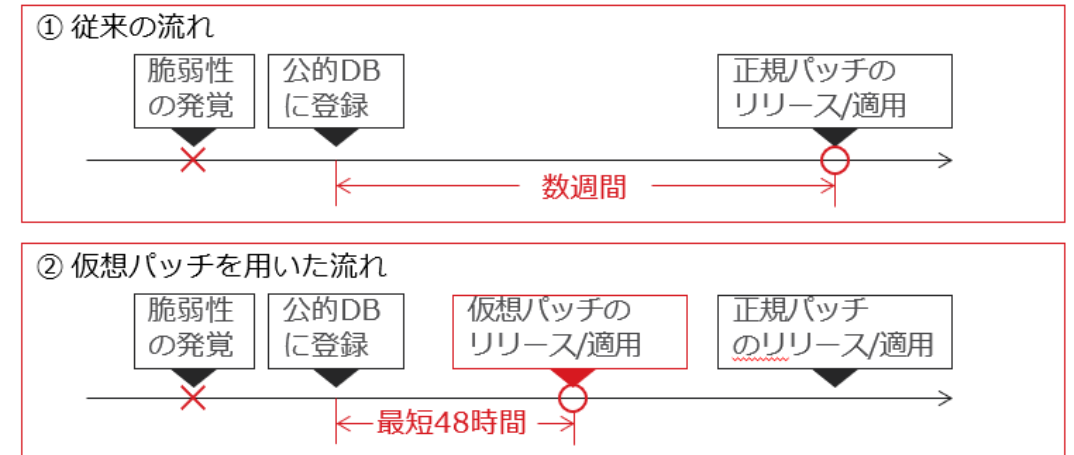 ① 従来の流れ
脆弱性
の発覚
公的DB
に登録
正規パッチの
リリース/適用
数週間
② 仮想パッチを用いた流れ
脆弱性
の発覚
公的DB
に登録
仮想パッチの
リリース/適用
正規パッチ
のリリース/適用
最短48時間